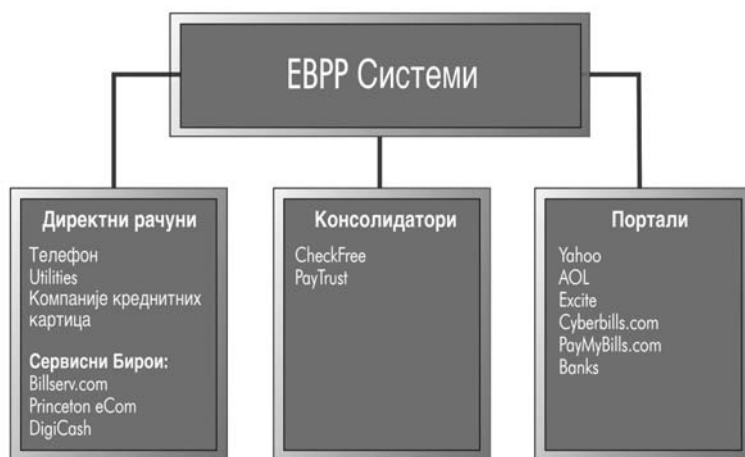 ЕВРР Системи
Директни рачуни
Телефон
Utilities
Компаније кредитних
картица
Сервисни Бирои:
Billserv.com
Princeton eCom
DigiCash
Консолидатори
CheckFree
PayTrust
Портали
Yahoo
AOL
Excite
Cyberbills.com
PayMyBills.com
Banks